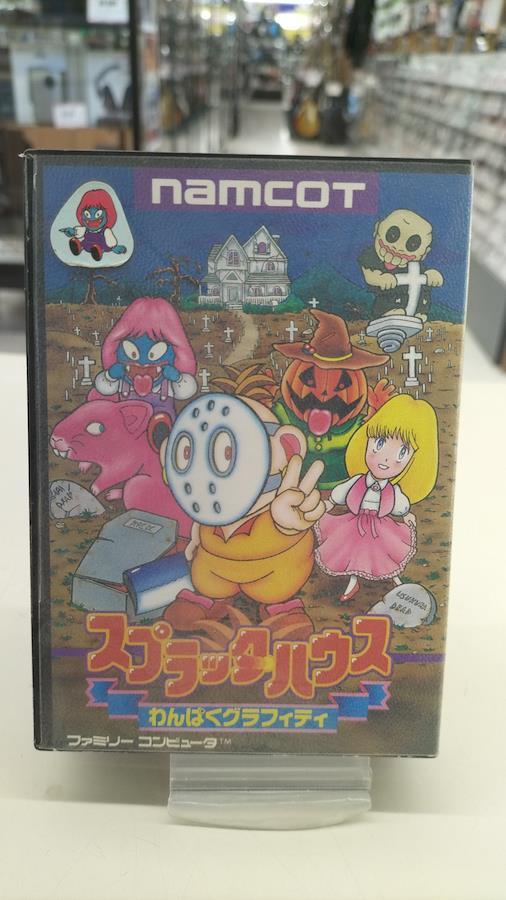 namcot
スプラッターハウス
わんぱくグラフィティ
ファミリー コンピュータ™